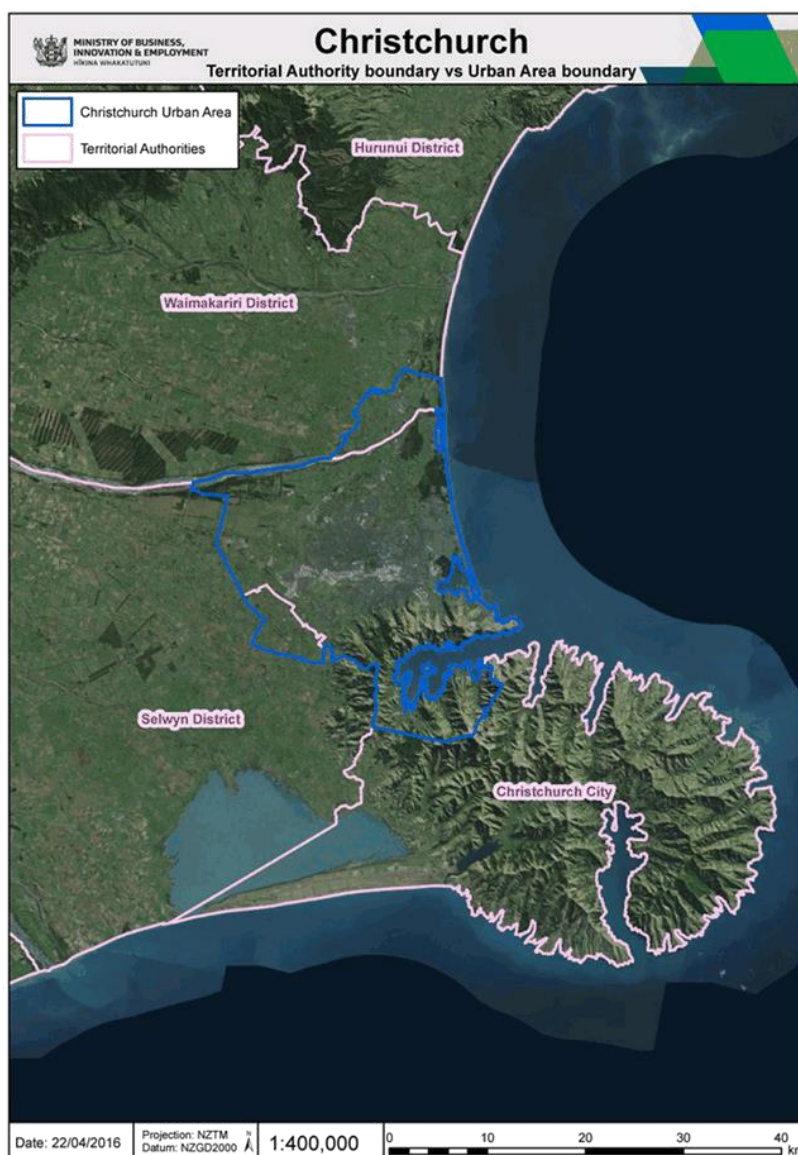 MINISTRY OF BUSINESS,
INNOVATION & EMPLOYMENT
HĪKINA WHAKATUTUKI
Christchurch
Territorial Authority boundary vs Urban Area boundary
Christchurch Urban Area
Territorial Authorities
Hurunui District
Waimakariri District
Selwyn District
Christchurch City
Date: 22/04/2016
Projection: NZTM
Datum: NZGD2000
N
1:400,000
0 10 20 30 40
km